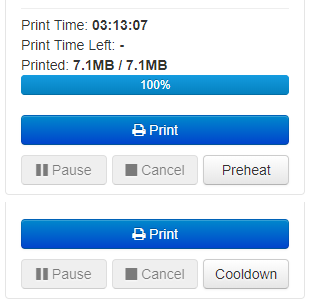 Print Time: 03:13:07
Print Time Left: -
Printed: 7.1MB / 7.1MB
100%
Print
Pause Cancel Preheat
Print
Pause Cancel Cooldown